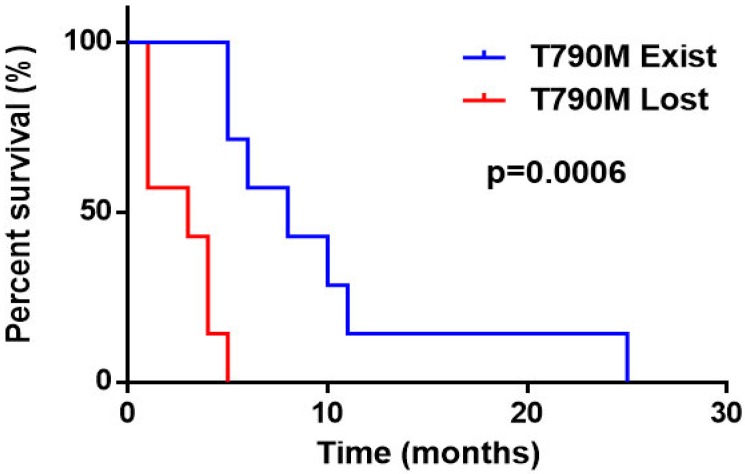 Percent survival (%)
100
50
0
T790M Exist
T790M Lost
p=0.0006
0 10 20 30
Time (months)